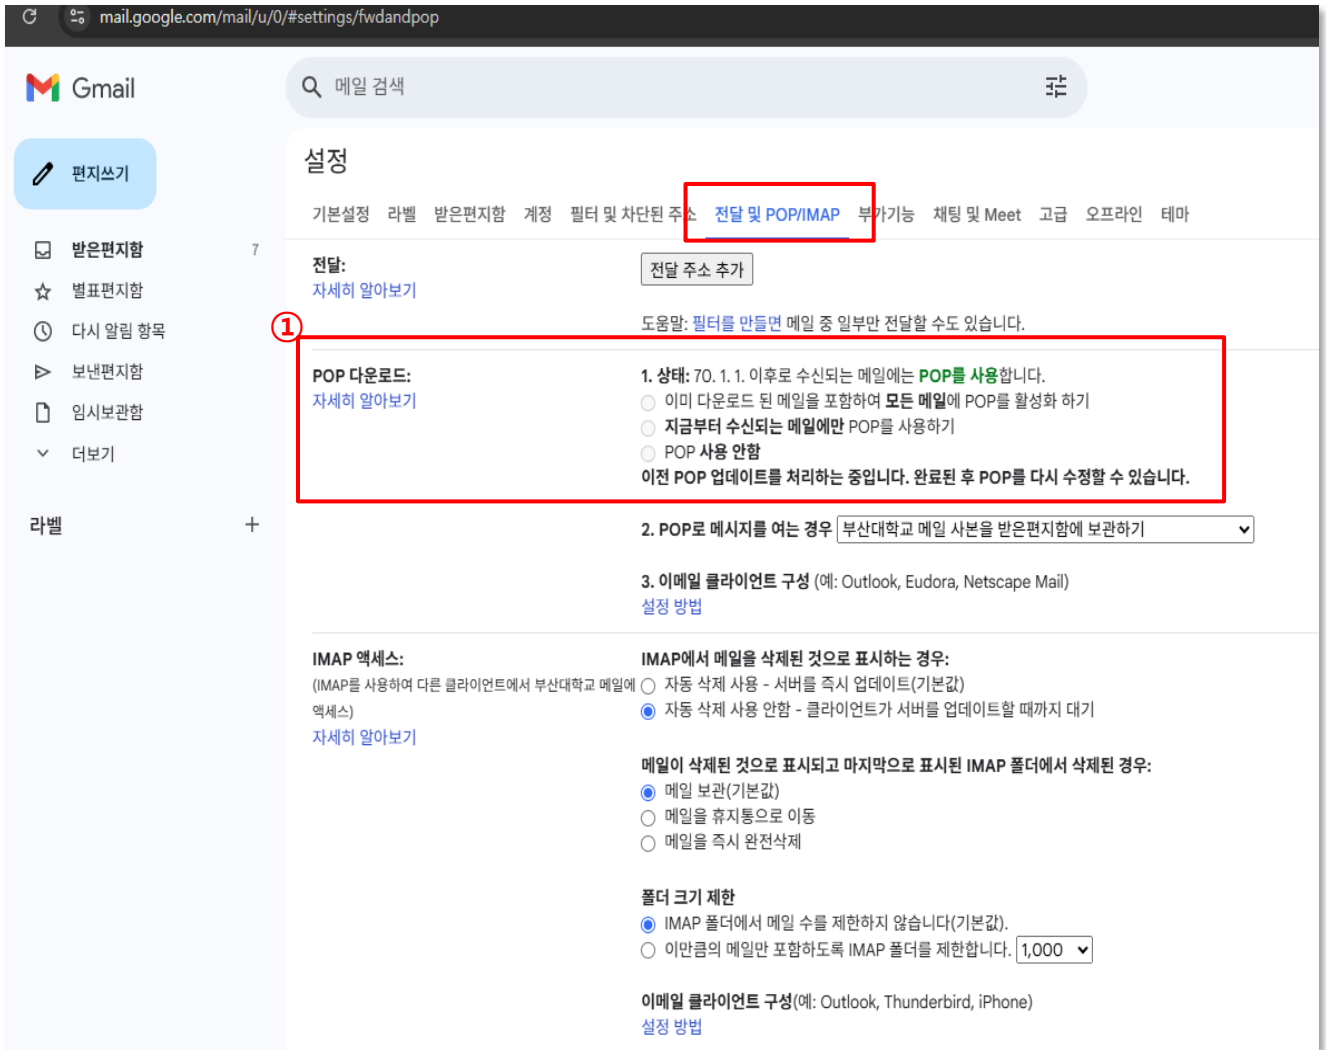 mail.google.com/mail/u/0/#settings/fwdandpop
Gmail
메일 검색
편지쓰기
받은편지함 7
별표편지함
다시 알림 항목
보낸편지함
임시보관함
더보기
라벨 +
설정
기본설정 라벨 받은편지함 계정 필터 및 차단된 주소 전달 및 POP/IMAP 부가기능 채팅 및 Meet 고급 오프라인 테마
전달:
자세히 알아보기
전달 주소 추가
도움말: 필터를 만들면 메일 중 일부만 전달할 수도 있습니다.
①
POP 다운로드:
자세히 알아보기
1. 상태: 70. 1. 1. 이후로 수신되는 메일에는 POP를 사용합니다.
이미 다운로드 된 메일을 포함하여 모든 메일에 POP를 활성화 하기
지금부터 수신되는 메일에만 POP를 사용하기
POP 사용 안함
이전 POP 업데이트를 처리하는 중입니다. 완료된 후 POP를 다시 수정할 수 있습니다.
2. POP로 메시지를 여는 경우 부산대학교 메일 사본을 받은편지함에 보관하기
3. 이메일 클라이언트 구성 (예: Outlook, Eudora, Netscape Mail)
설정 방법
IMAP 액세스:
(IMAP를 사용하여 다른 클라이언트에서 부산대학교 메일에
액세스)
자세히 알아보기
IMAP에서 메일을 삭제된 것으로 표시하는 경우:
자동 삭제 사용 - 서버를 즉시 업데이트(기본값)
자동 삭제 사용 안함 - 클라이언트가 서버를 업데이트할 때까지 대기
메일이 삭제된 것으로 표시되고 마지막으로 표시된 IMAP 폴더에서 삭제된 경우:
메일 보관(기본값)
메일을 휴지통으로 이동
메일을 즉시 완전삭제
폴더 크기 제한
IMAP 폴더에서 메일 수를 제한하지 않습니다(기본값).
이만큼의 메일만 포함하도록 IMAP 폴더를 제한합니다. 1,000
이메일 클라이언트 구성(예: Outlook, Thunderbird, iPhone)
설정 방법